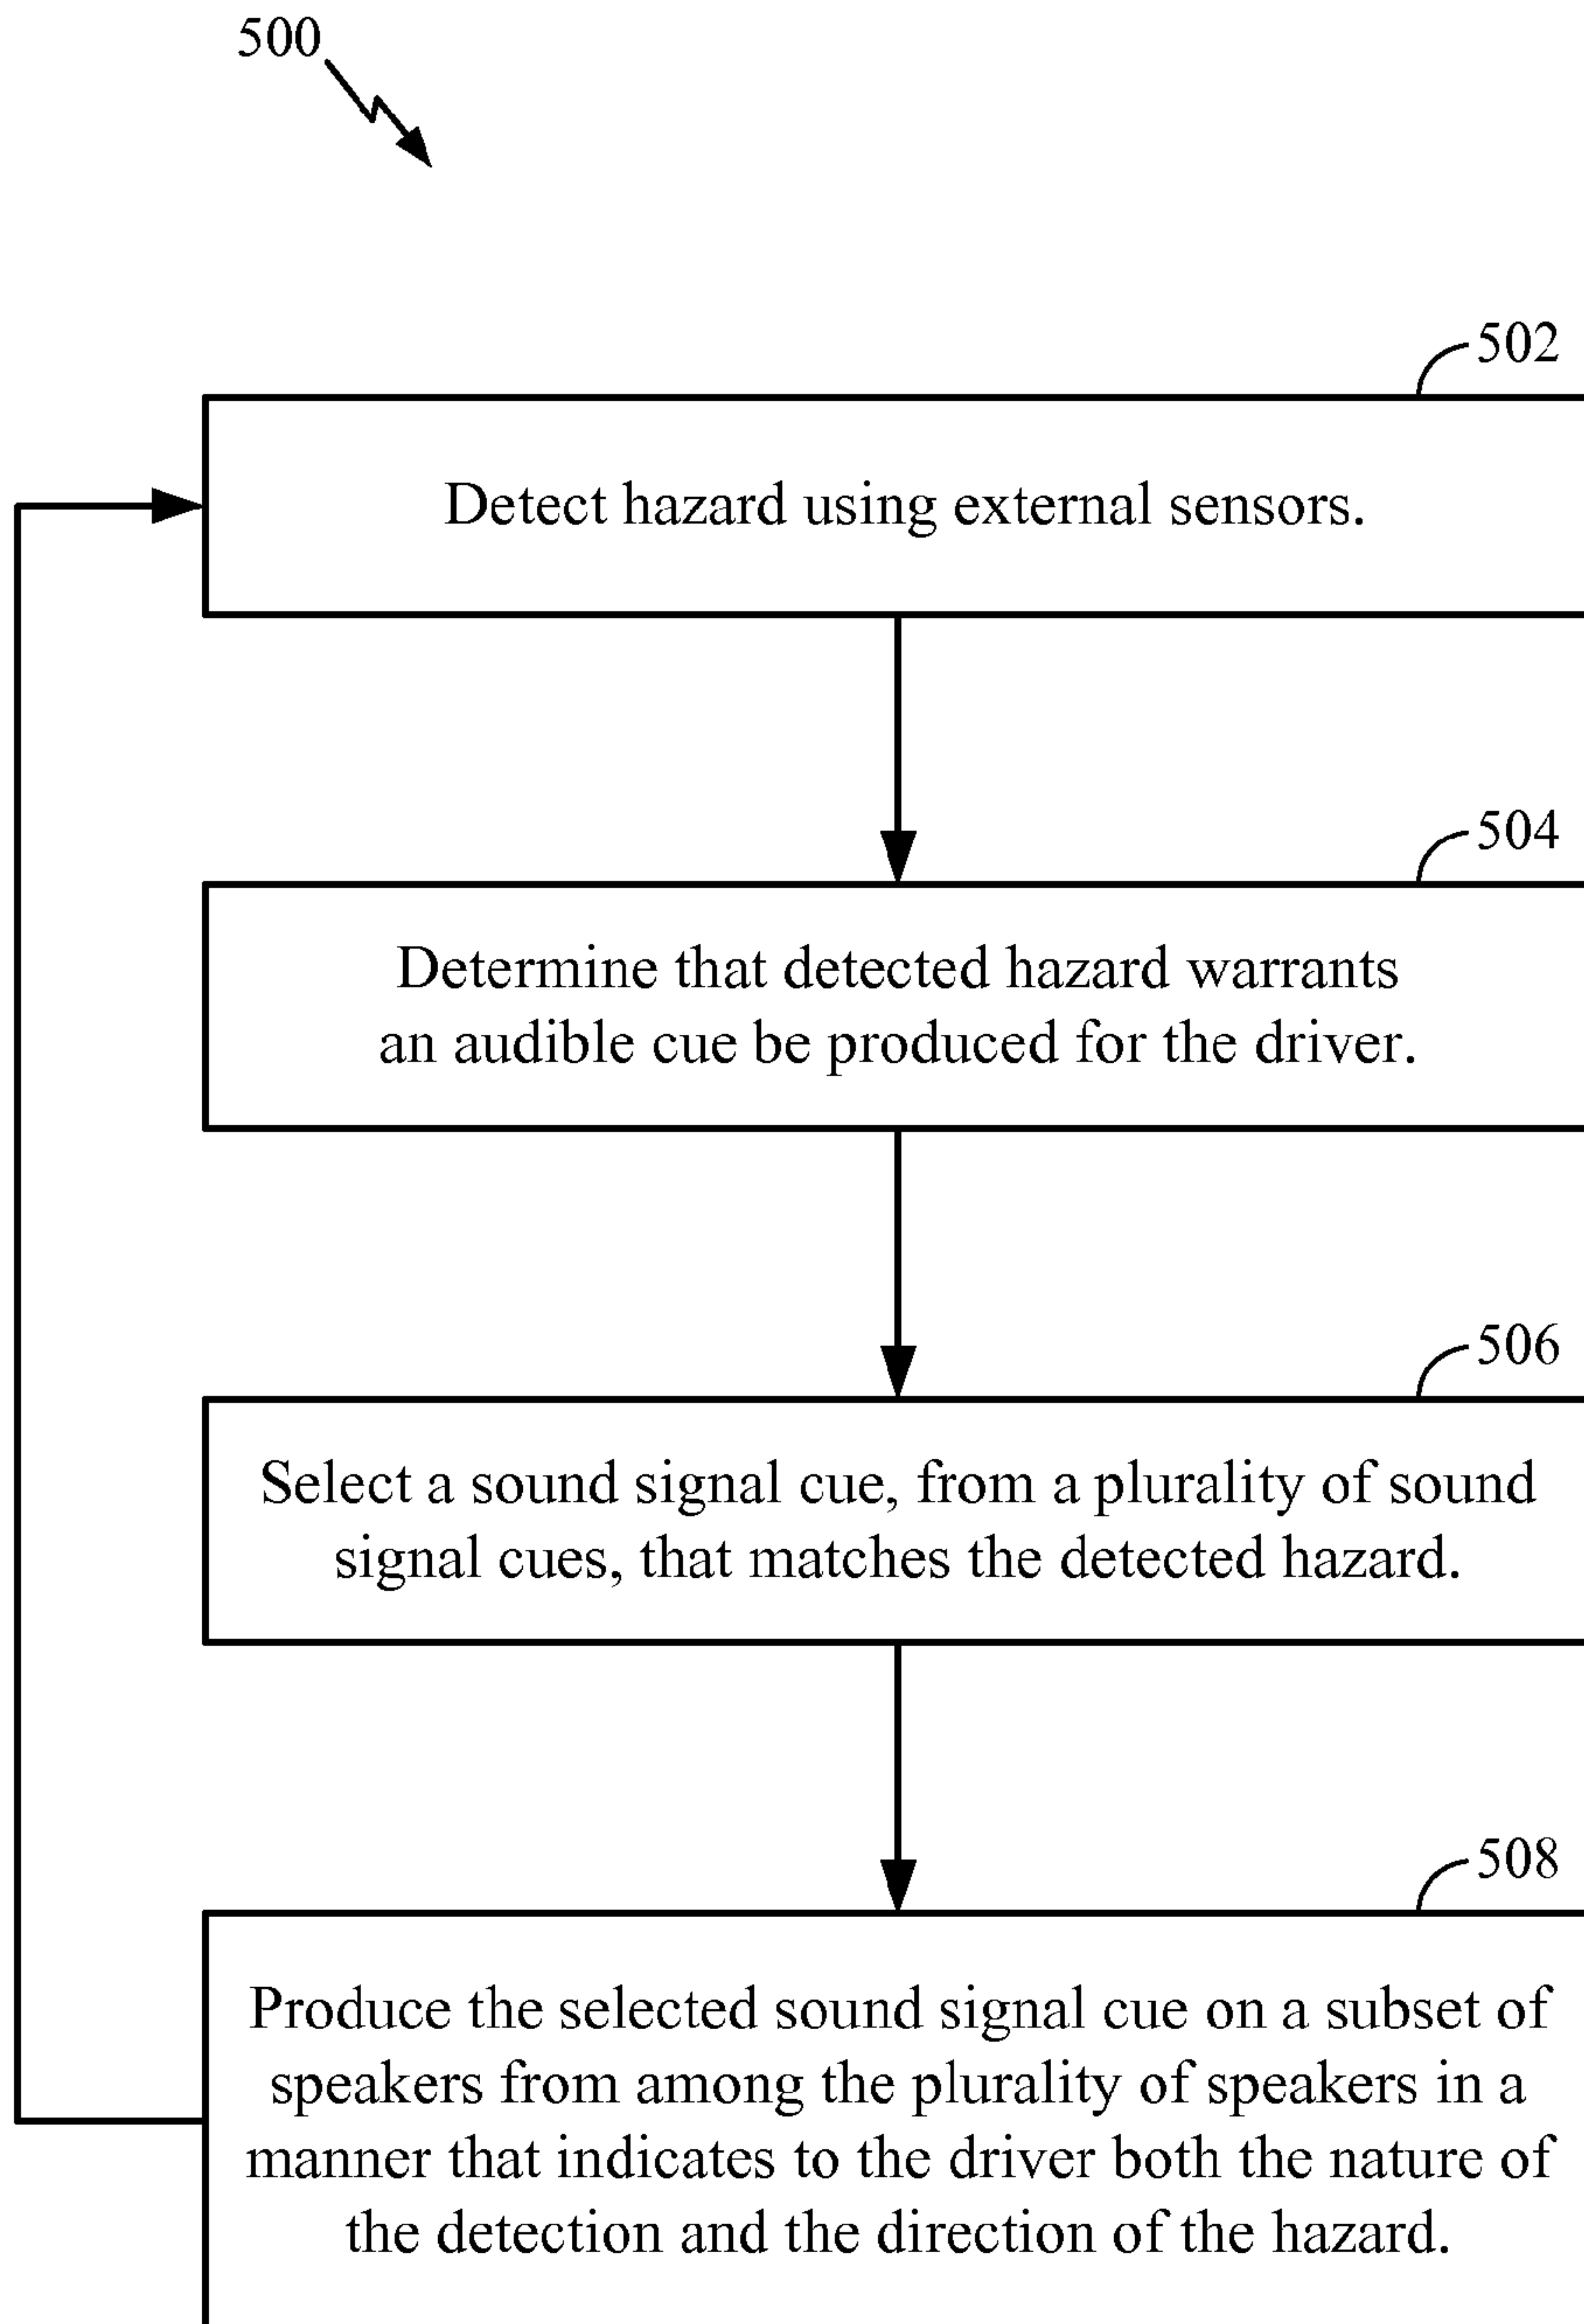 500
502
Detect hazard using external sensors.
504
Determine that detected hazard warrants
an audible cue be produced for the driver.
506
Select a sound signal cue, from a plurality of sound
signal cues, that matches the detected hazard.
508
Produce the selected sound signal cue on a subset of
speakers from among the plurality of speakers in a
manner that indicates to the driver both the nature of
the detection and the direction of the hazard.